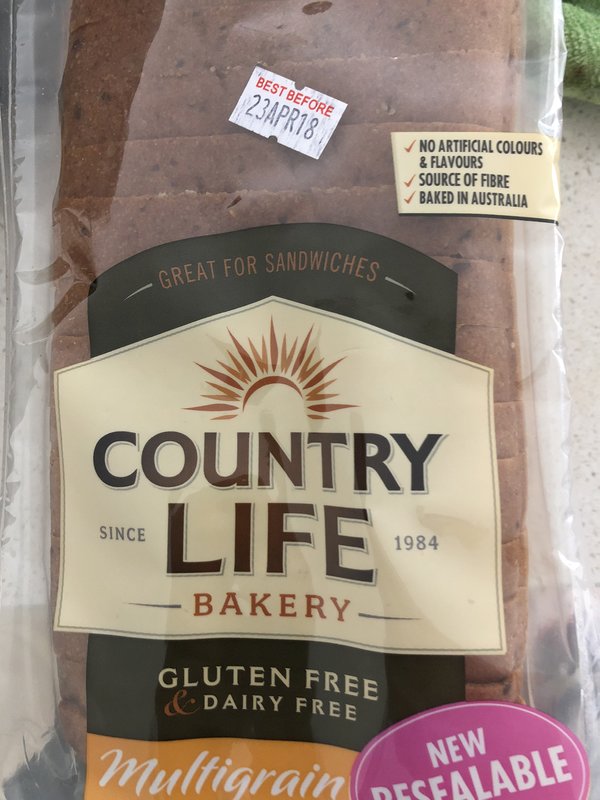 BEST BEFORE
23APR18
✓ NO ARTIFICIAL COLOURS
& FLAVOURS
✓ SOURCE OF FIBRE
✓ BAKED IN AUSTRALIA
GREAT FOR SANDWICHES
COUNTRY
SINCE LIFE 1984
BAKERY
GLUTEN FREE
& DAIRY FREE
Multigrain
NEW
RESEALABLE